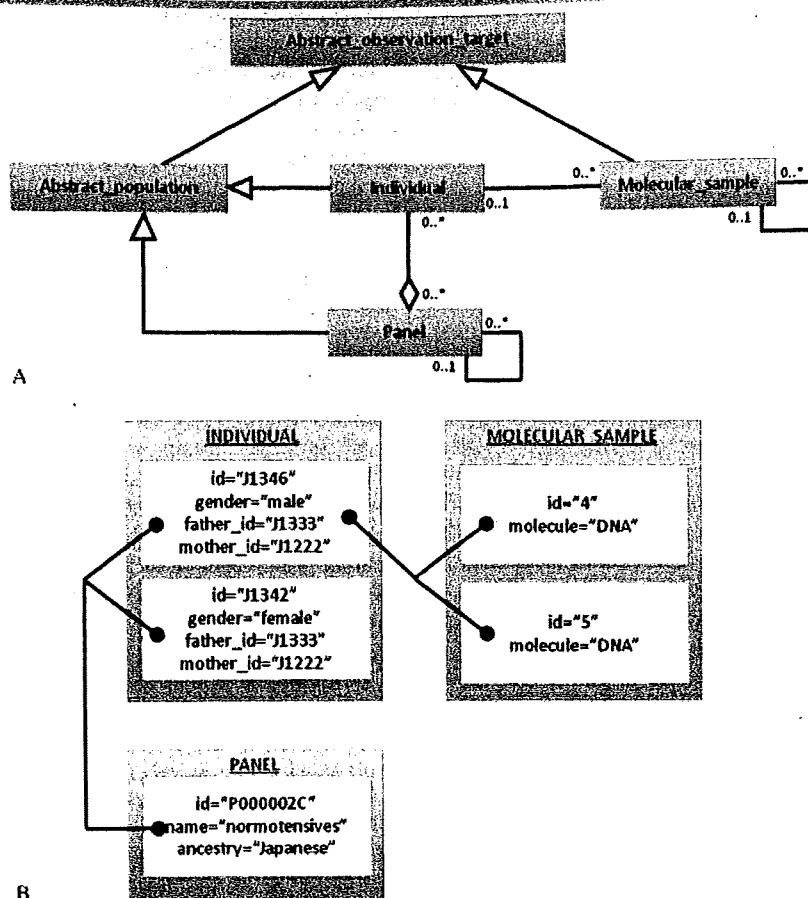 Abstract_observation_target
Abstract_population
Individual
Molecular_sample
0..*
0..*
0..1
0..1
0..*
0..*
Panel
0..*
0..1
A
INDIVIDUAL
MOLECULAR SAMPLE
id="J1346"
gender="male"
father_id="J1333"
mother_id="J1222"
id="4"
molecule="DNA"
id="J1342"
gender="female"
father_id="J1333"
mother_id="J1222"
id="5"
molecule="DNA"
PANEL
id="P000002C"
name="normotensives"
ancestry="Japanese"
B